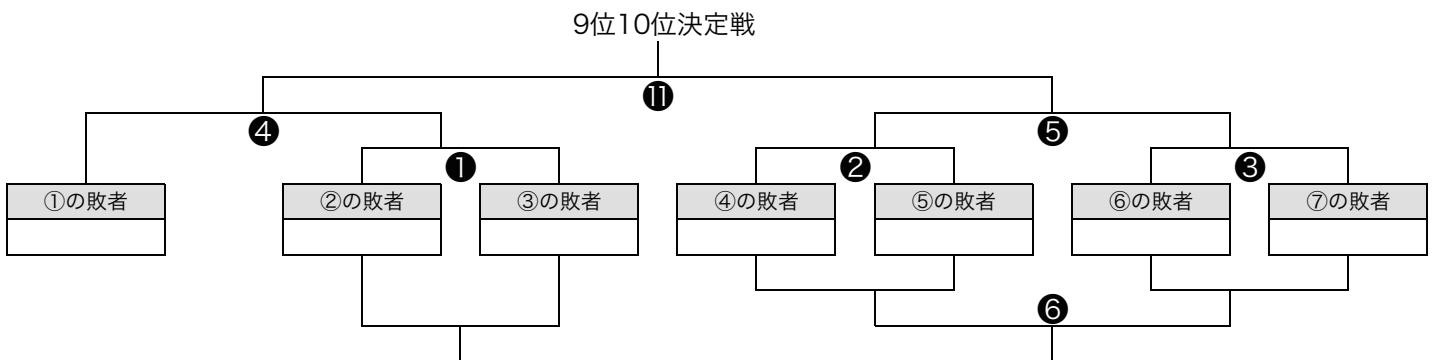 9位10位決定戦
⓫
❹
❺
❶
❷
❸
①の敗者
②の敗者
③の敗者
④の敗者
⑤の敗者
⑥の敗者
⑦の敗者
❻